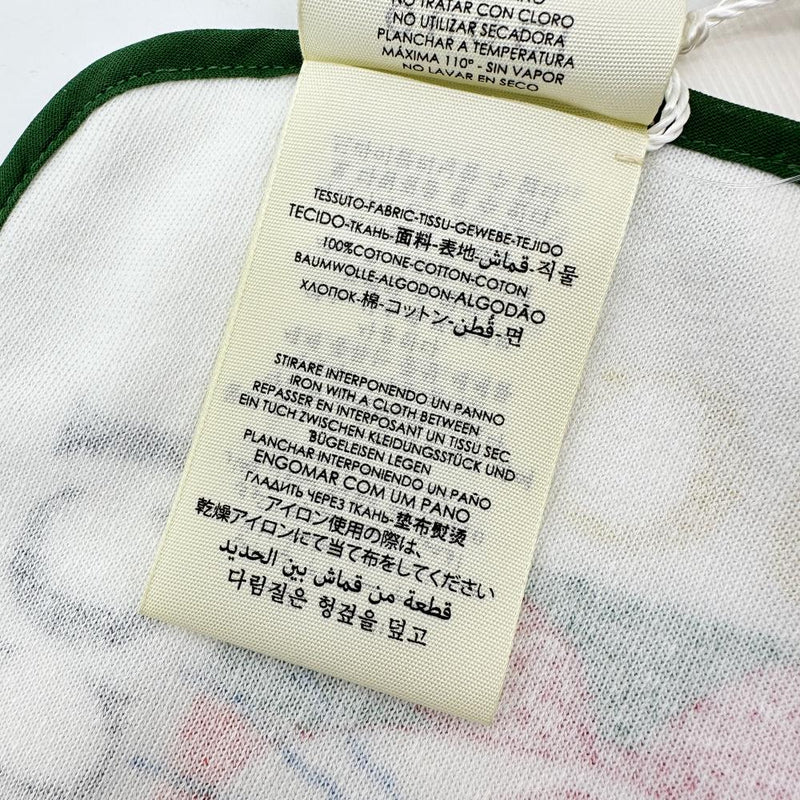 NO TRATAR CON CLORO
NO UTILIZAR SECADORA
PLANCHAR A TEMPERATURA
MÁXIMA 110° - SIN VAPOR
NO LAVAR EN SECO
TESSUTO-FABRIC-TISSU-GEWEBE-TEJIDO
TECIDO-ТКАНЬ-面料-表地-قماش-직물
100%COTONE-COTTON-COTON
BAUMWOLLE-ALGODON-ALGODÃO
ХЛОПОК-棉-コットン-قُطن-면
STIRARE INTERPONENDO UN PANNO
IRON WITH A CLOTH BETWEEN
REPASSER EN INTERPOSANT UN TISSU SEC
EIN TUCH ZWISCHEN KLEIDUNGSSTÜCK UND
BÜGELEISEN LEGEN
PLANCHAR INTERPONIENDO UN PAÑO
ENGOMAR COM UM PANO
ГЛАДИТЬ ЧЕРЕЗ ТКАНЬ-垫布熨烫
アイロン使用の際は、
乾燥アイロンにて当て布をしてください
قطعة من قماش بين الحديد
다림질은 헝겊을 덮고